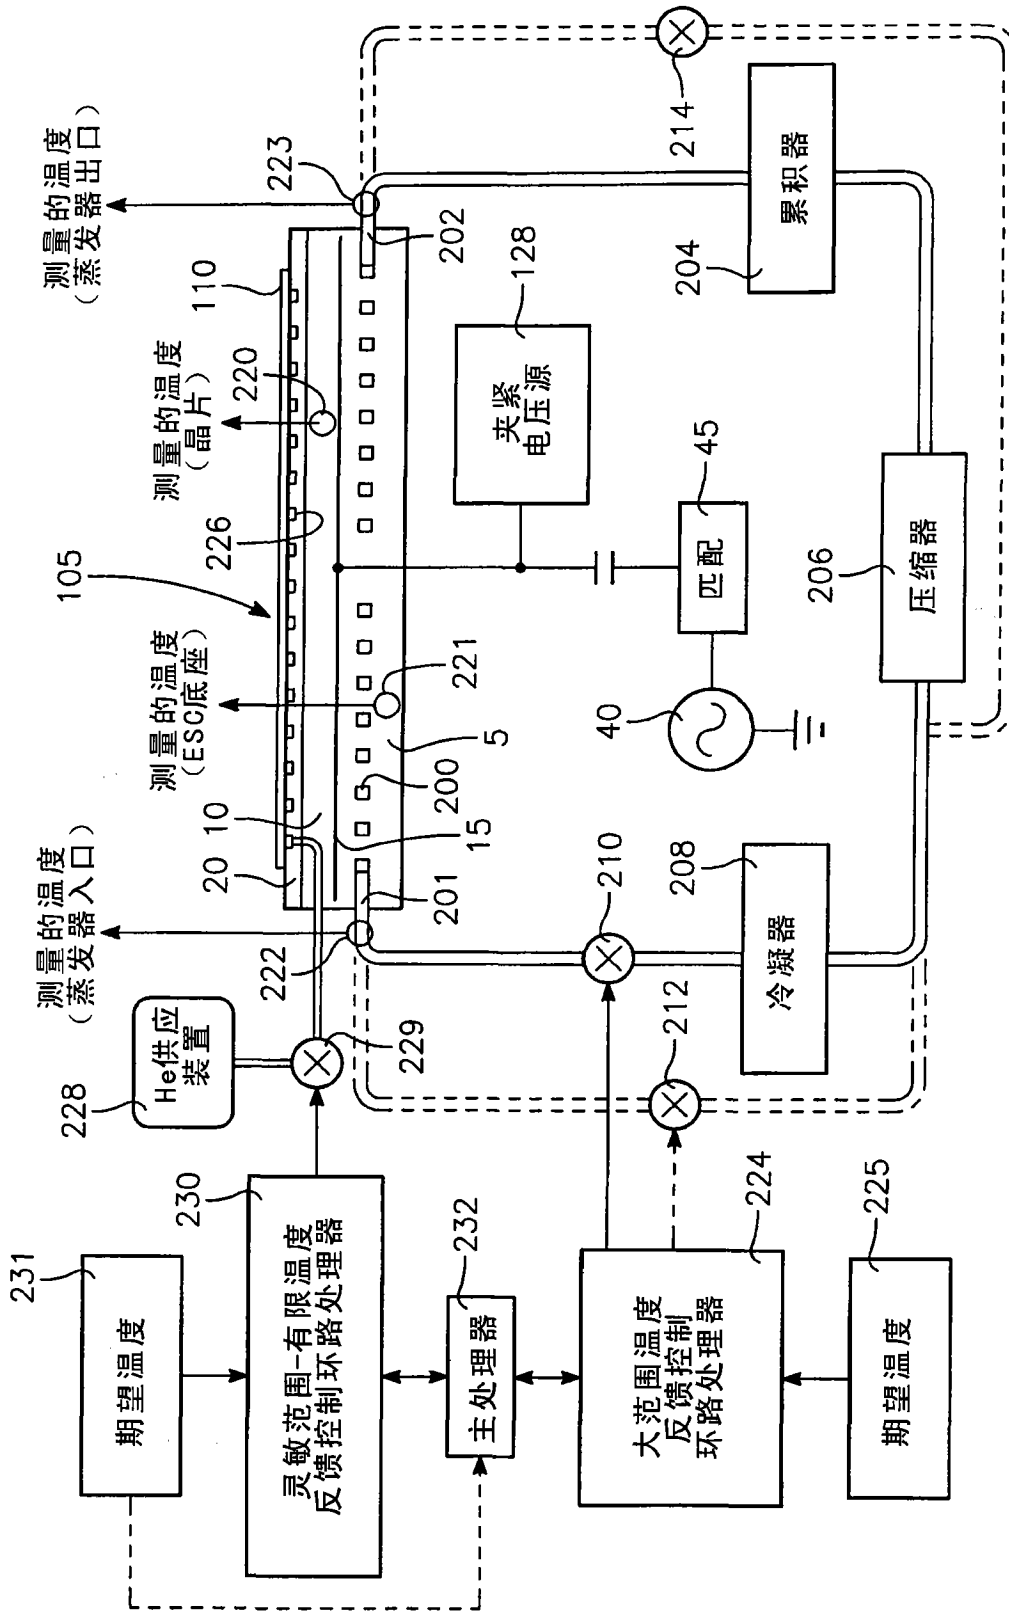 测量的温度
（蒸发器入口）
测量的温度
（ESC底座）
测量的温度
（晶片）
测量的温度
（蒸发器出口）
231
期望温度
230
灵敏范围-有限温度
反馈控制环路处理器
228
He供应
装置
229
222
20
10
105
226
220
110
223
201
15
200
5
221
202
232
主处理器
210
212
40
45
匹配
128
夹紧
电压源
214
224
大范围温度
反馈控制
环路处理器
208
冷凝器
206
压缩器
204
累积器
225
期望温度